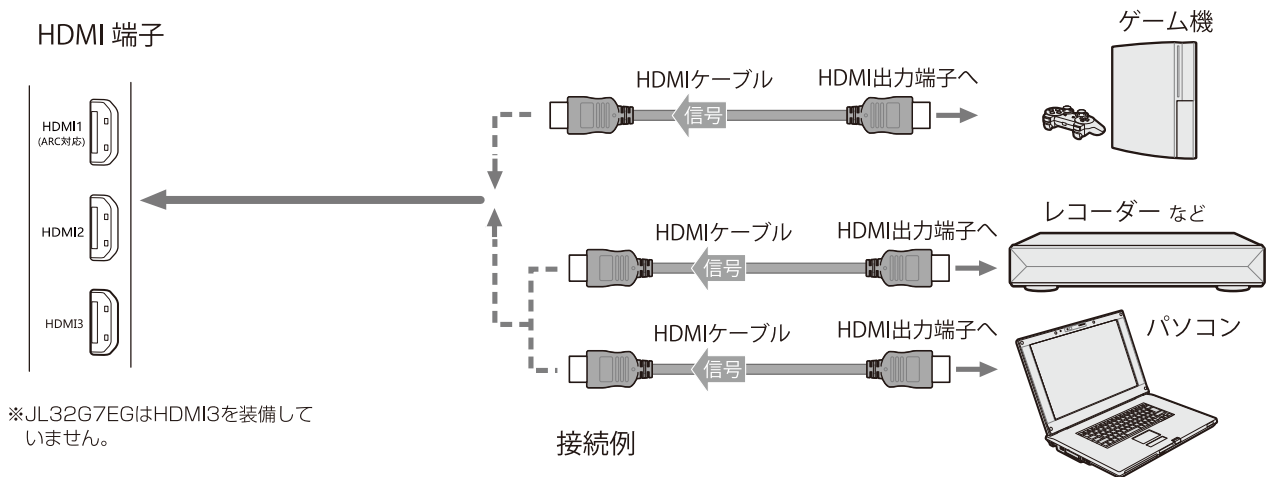 HDMI 端子
HDMI1
(ARC対応)
HDMI2
HDMI3
※JL32G7EGはHDMI3を装備して
いません。
ゲーム機
HDMIケーブル
HDMI出力端子へ
信号
レコーダー など
HDMIケーブル
HDMI出力端子へ
信号
パソコン
HDMIケーブル
HDMI出力端子へ
信号
接続例